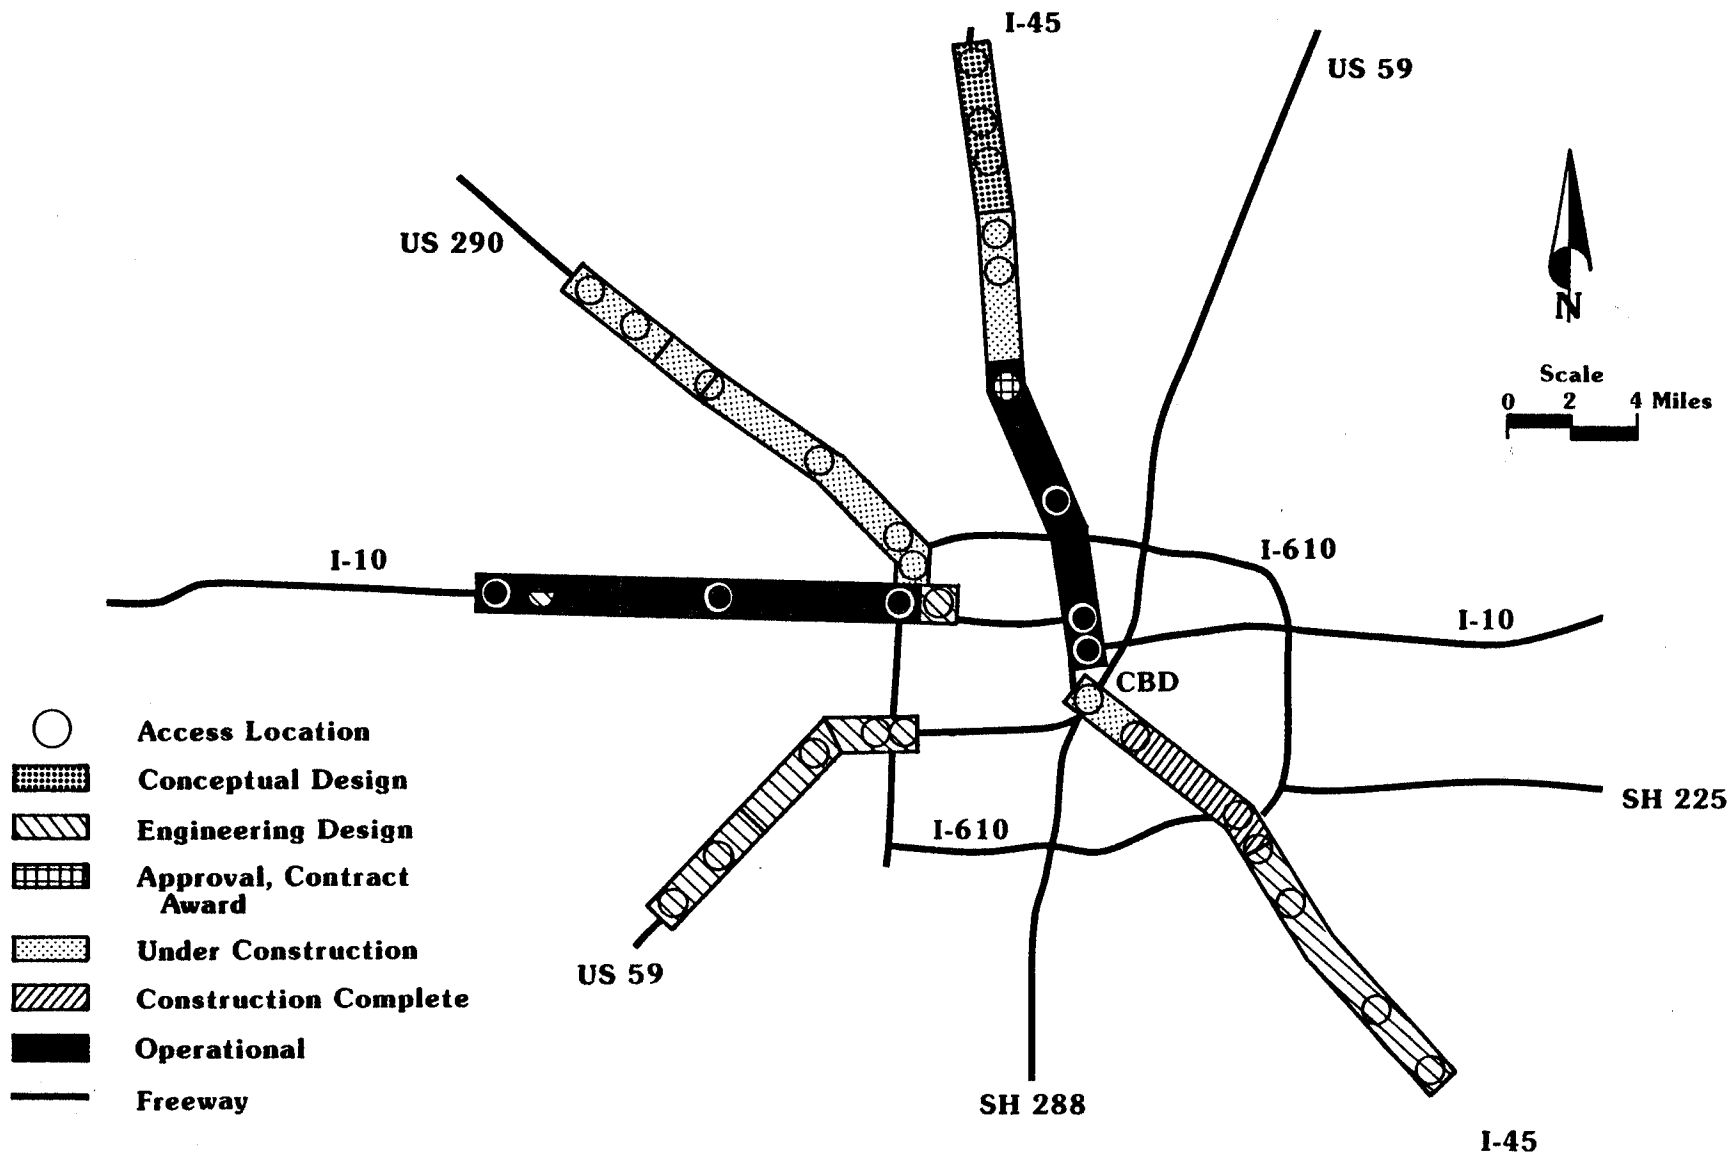 I-45
US 59
US 290
N
Scale
0 2 4 Miles
I-610
I-10
I-10
CBD
Access Location
Conceptual Design
SH 225
Engineering Design
I-610
Approval, Contract
Award
Under Construction
US 59
Construction Complete
Operational
Freeway
SH 288
I-45